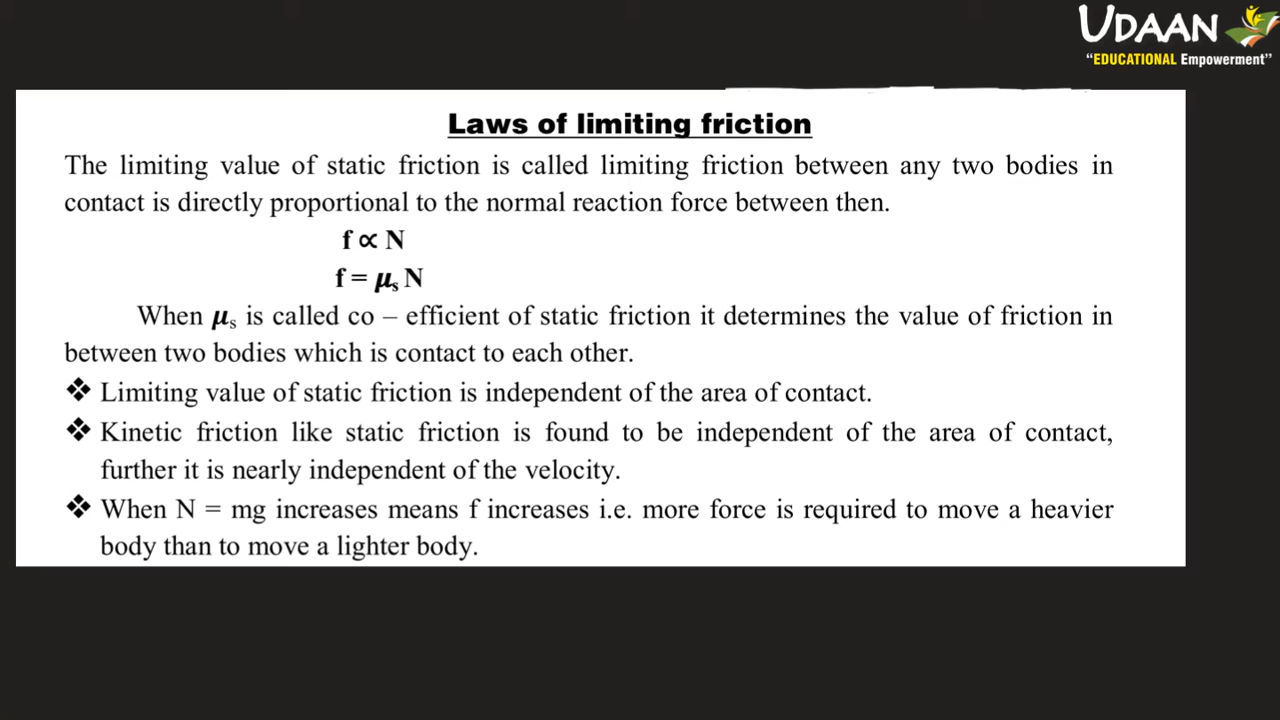 UDAAN
“EDUCATIONAL Empowerment”
Laws of limiting friction
The limiting value of static friction is called limiting friction between any two bodies in
contact is directly proportional to the normal reaction force between then.
f ∝ N
f = μs N
When μs is called co – efficient of static friction it determines the value of friction in
between two bodies which is contact to each other.
❖ Limiting value of static friction is independent of the area of contact.
❖ Kinetic friction like static friction is found to be independent of the area of contact,
further it is nearly independent of the velocity.
❖ When N = mg increases means f increases i.e. more force is required to move a heavier
body than to move a lighter body.